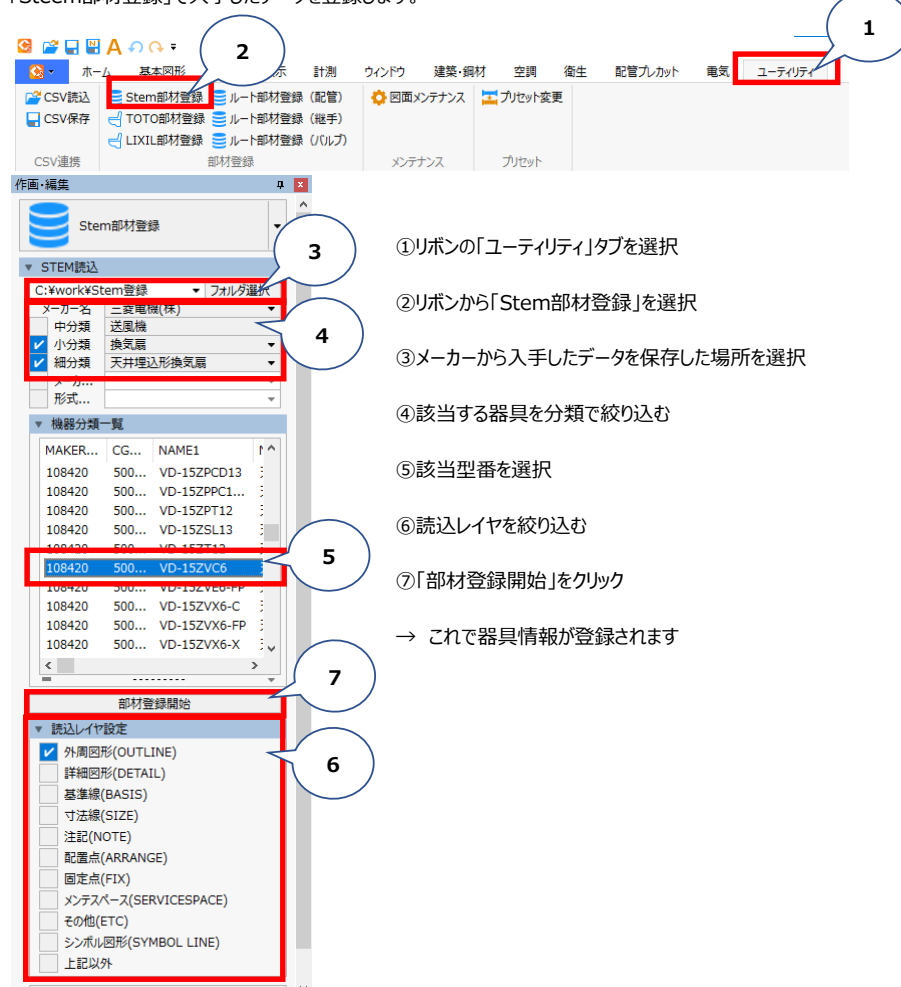 「Steem部材登録」で入手したデータを登録します。
1
2
ホーム 基本図形 示 計測 ウィンドウ 建築・鋼材 空調 衛生 配管プレカット 電気 ユーティリティ
CSV読込 Stem部材登録 ルート部材登録（配管） 図面メンテナンス プリセット変更
CSV保存 TOTO部材登録 ルート部材登録（継手）
LIXIL部材登録 ルート部材登録（バルブ）
CSV連携 部材登録 メンテナンス プリセット
作画・編集
Stem部材登録
3
STEM読込
C:¥work¥Stem登録 フォルダ選択
メーカー名 三菱電機(株)
4
中分類 送風機
小分類 換気扇
細分類 天井埋込形換気扇
メーカ...
形式...
機器分類一覧
MAKER... CG... NAME1
108420 500... VD-15ZPCD13
108420 500... VD-15ZPPC1...
108420 500... VD-15ZPT12
108420 500... VD-15ZSL13
108420 500... VD-15ZT13
108420 500... VD-15ZVC6
5
108420 500... VD-15ZVE6-FP
108420 500... VD-15ZVX6-C
108420 500... VD-15ZVX6-FP
108420 500... VD-15ZVX6-X
7
部材登録開始
読込レイヤ設定
6
外周図形(OUTLINE)
詳細図形(DETAIL)
基準線(BASIS)
寸法線(SIZE)
注記(NOTE)
配置点(ARRANGE)
固定点(FIX)
メンテスペース(SERVICESPACE)
その他(ETC)
シンボル図形(SYMBOL LINE)
上記以外
①リボンの「ユーティリティ」タブを選択
②リボンから「Stem部材登録」を選択
③メーカーから入手したデータを保存した場所を選択
④該当する器具を分類で絞り込む
⑤該当型番を選択
⑥読込レイヤを絞り込む
⑦「部材登録開始」をクリック
→ これで器具情報が登録されます